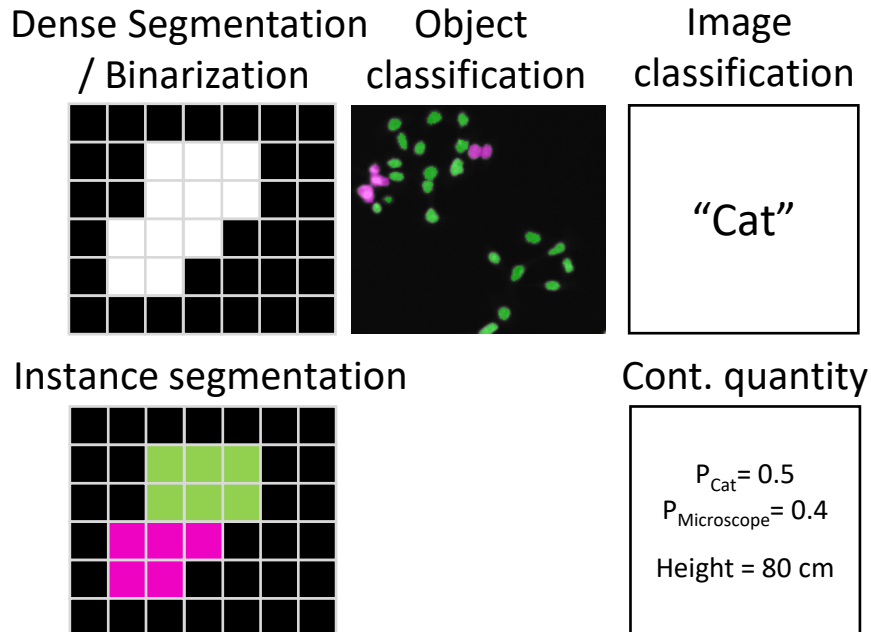 Dense Segmentation
/ Binarization
Object
classification
Image
classification
“Cat”
Instance segmentation
Cont. quantity
P_Cat= 0.5
P_Microscope= 0.4
Height = 80 cm